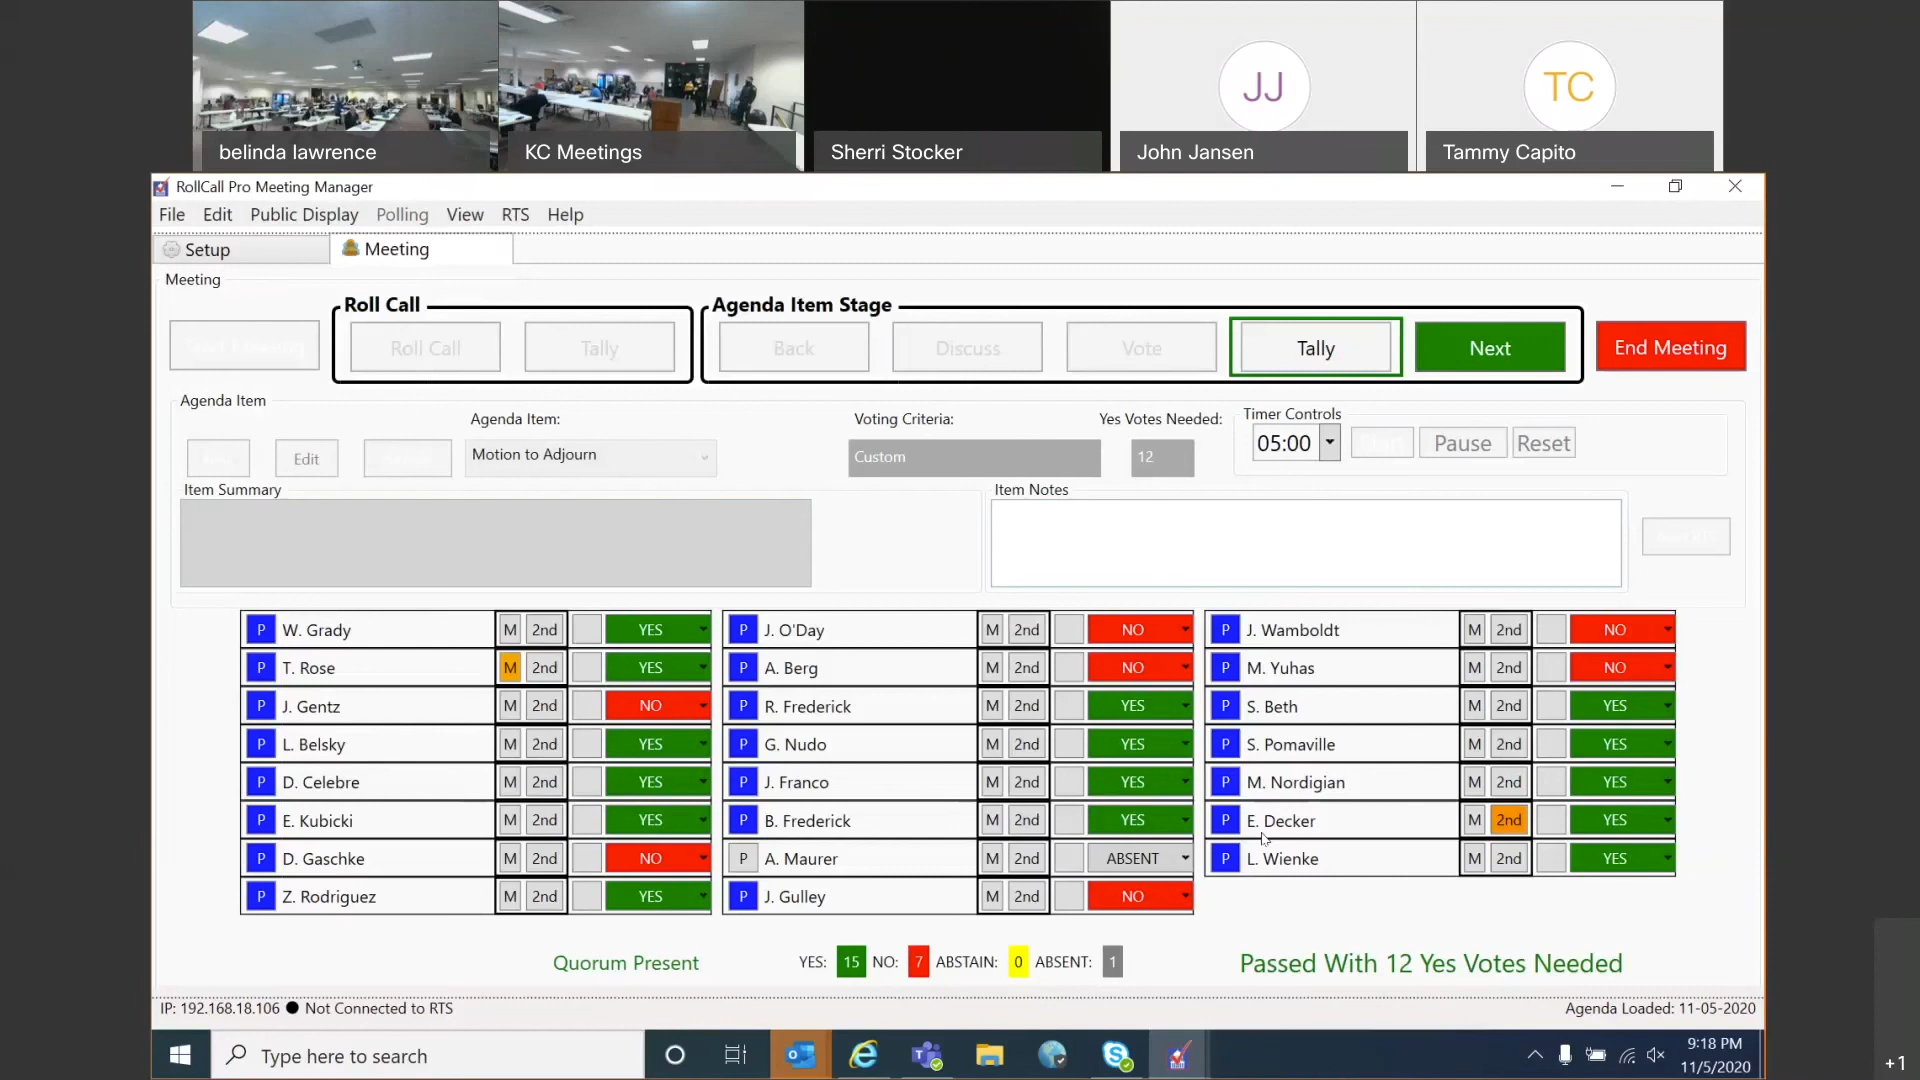 JJ
TC
belinda lawrence
KC Meetings
Sherri Stocker
John Jansen
Tammy Capito
RollCall Pro Meeting Manager
File Edit Public Display Polling View RTS Help
Setup
Meeting
Meeting
Roll Call
Agenda Item Stage
Roll Call
Tally
Back
Discuss
Vote
Tally
Next
End Meeting
Agenda Item
Agenda Item:
Voting Criteria:
Yes Votes Needed:
Timer Controls
Edit
Motion to Adjourn
Custom
12
05:00
Start
Pause
Reset
Item Summary
Item Notes
P W. Grady M 2nd YES
P J. O'Day M 2nd NO
P J. Wamboldt M 2nd NO
P T. Rose M 2nd YES
P A. Berg M 2nd NO
P M. Yuhas M 2nd NO
P J. Gentz M 2nd NO
P R. Frederick M 2nd YES
P S. Beth M 2nd YES
P L. Belsky M 2nd YES
P G. Nudo M 2nd YES
P S. Pomaville M 2nd YES
P D. Celebre M 2nd YES
P J. Franco M 2nd YES
P M. Nordigian M 2nd YES
P E. Kubicki M 2nd YES
P B. Frederick M 2nd YES
P E. Decker M 2nd YES
P D. Gaschke M 2nd NO
P A. Maurer M 2nd ABSENT
P L. Wienke M 2nd YES
P Z. Rodriguez M 2nd YES
P J. Gulley M 2nd NO
Quorum Present
YES: 15 NO: 7 ABSTAIN: 0 ABSENT: 1
Passed With 12 Yes Votes Needed
IP: 192.168.18.106 Not Connected to RTS
Agenda Loaded: 11-05-2020
Type here to search
9:18 PM
11/5/2020
+1